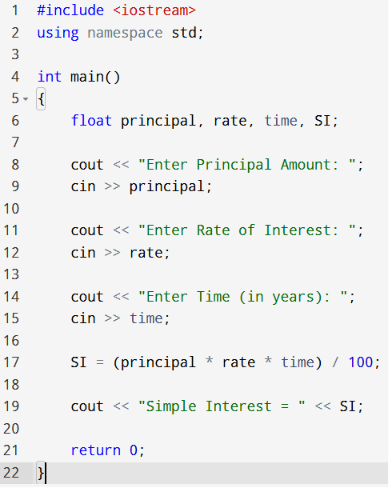 1 #include <iostream>
2 using namespace std;
3
4 int main()
5 {
6     float principal, rate, time, SI;
7
8     cout << "Enter Principal Amount: ";
9     cin >> principal;
10
11     cout << "Enter Rate of Interest: ";
12     cin >> rate;
13
14     cout << "Enter Time (in years): ";
15     cin >> time;
16
17     SI = (principal * rate * time) / 100;
18
19     cout << "Simple Interest = " << SI;
20
21     return 0;
22 }